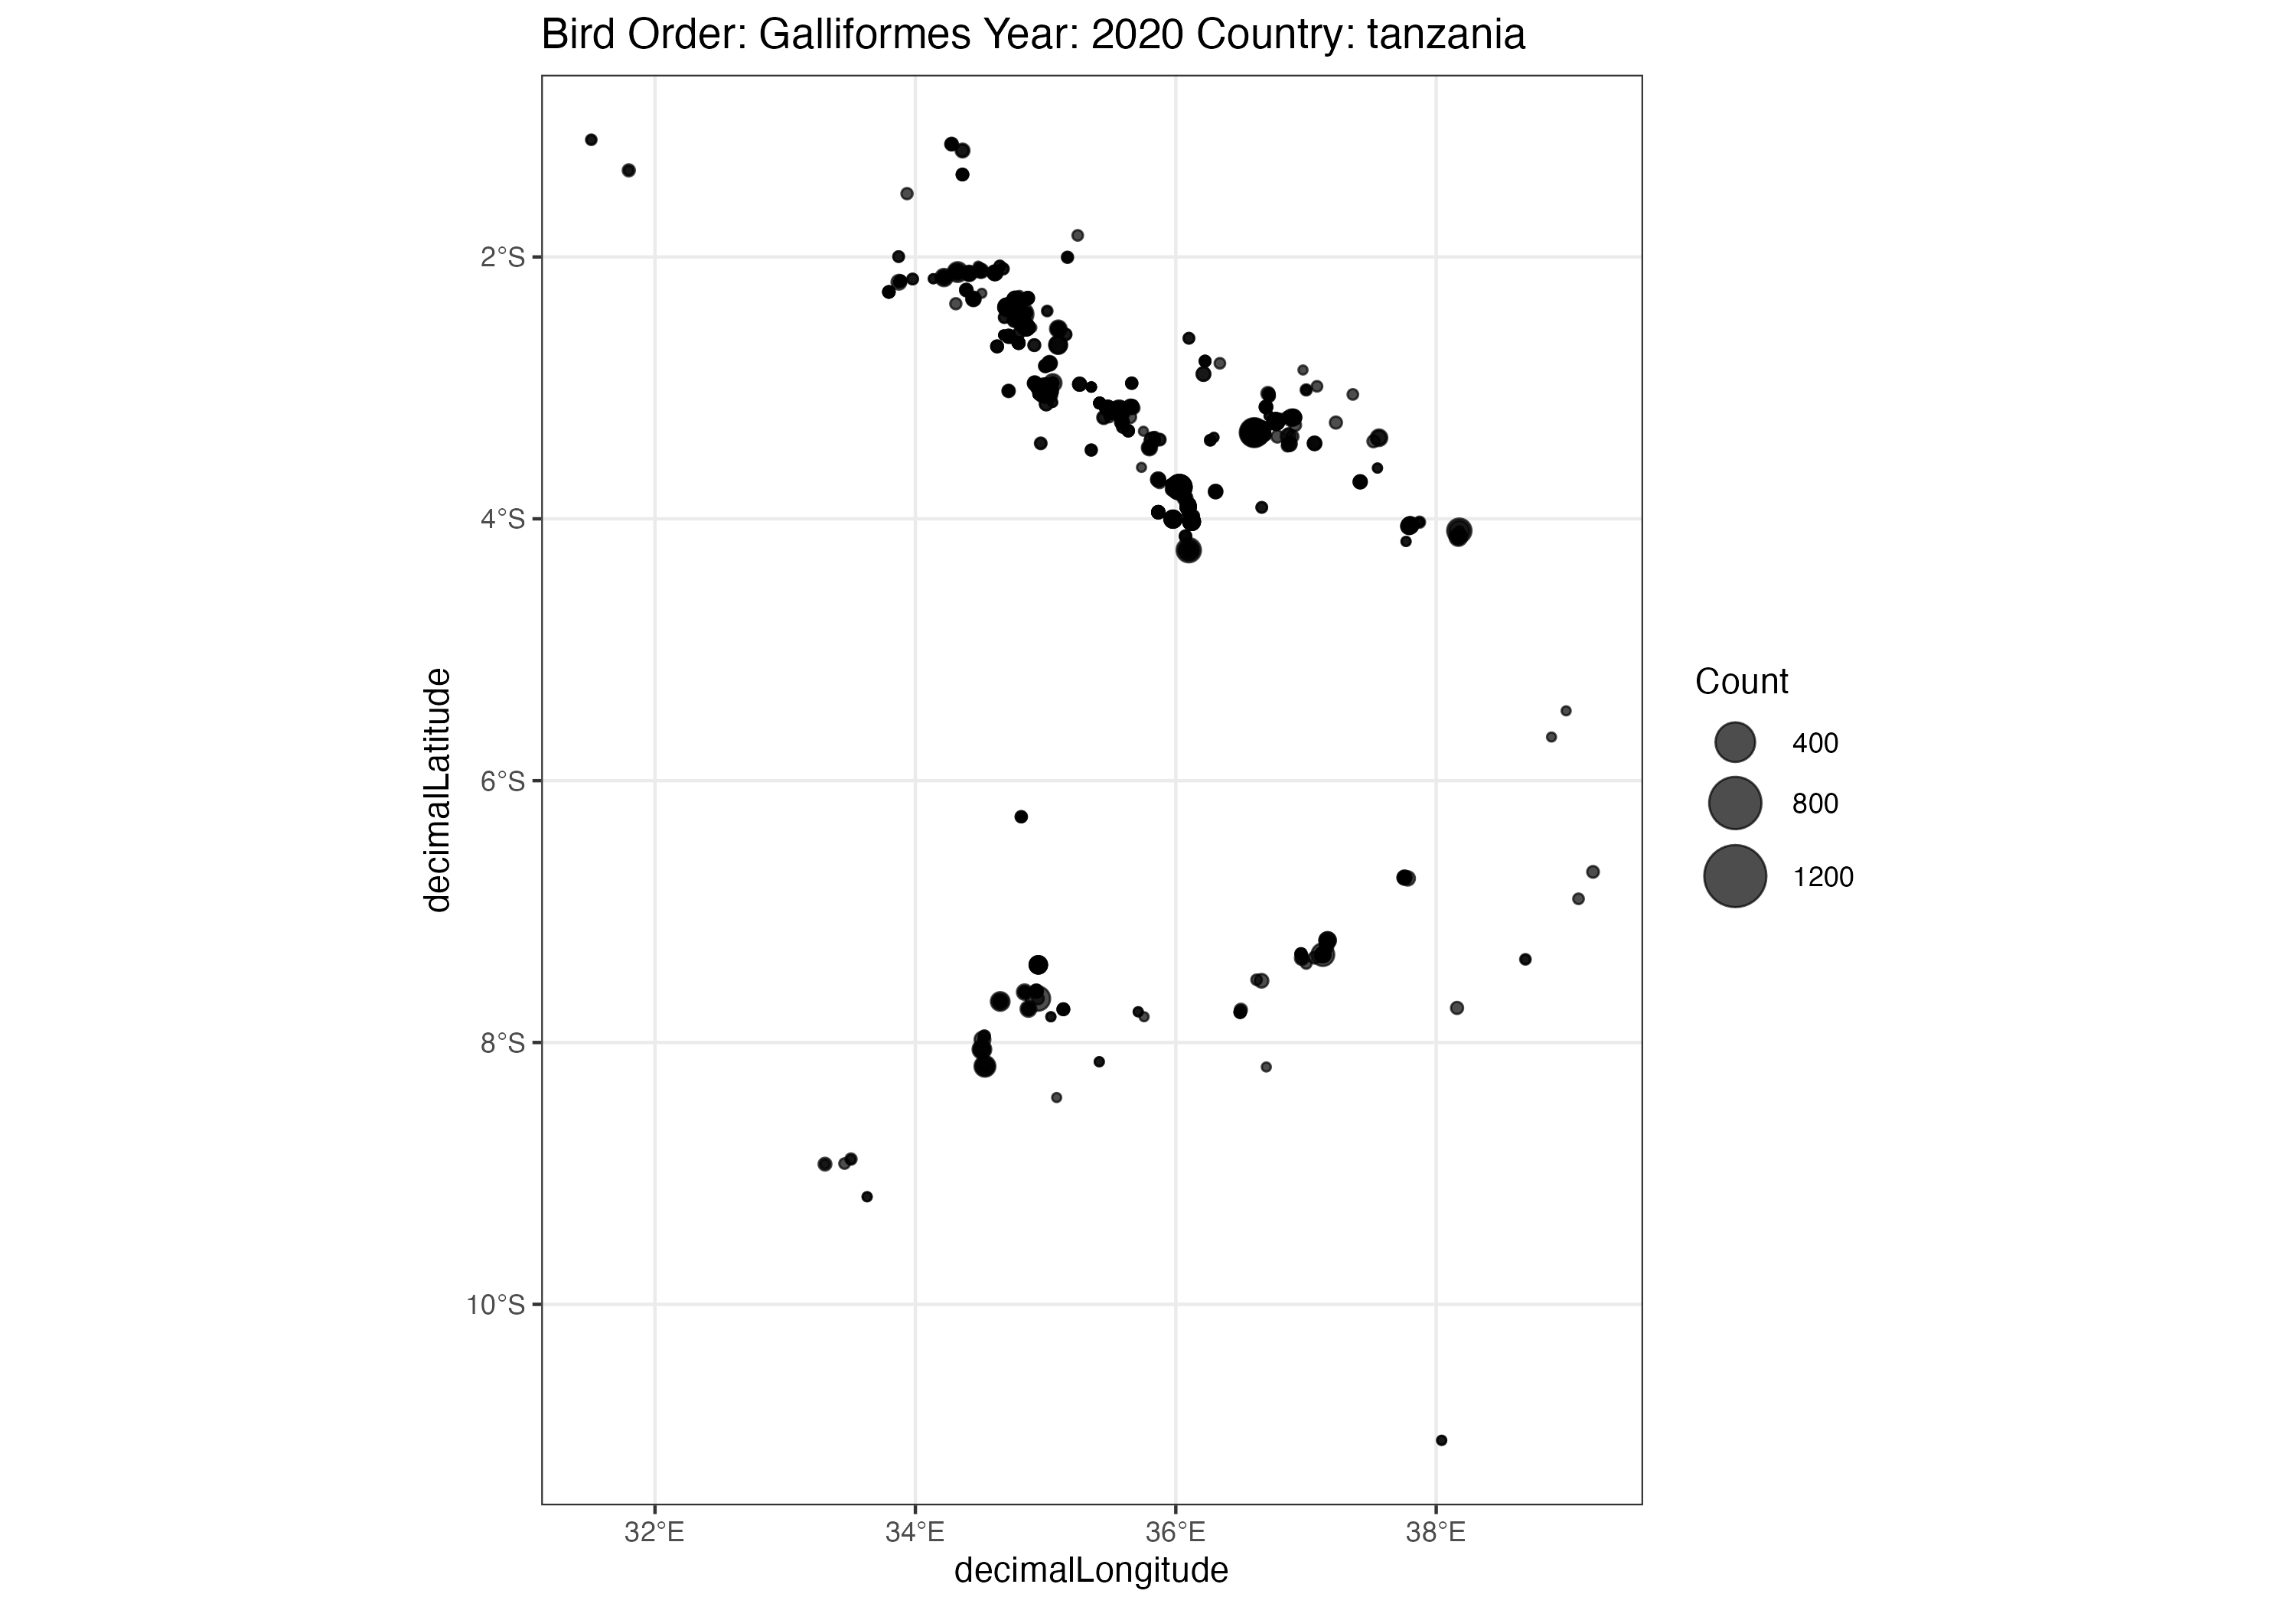 Bird Order: Galliformes Year: 2020 Country: tanzania
2°S
4°S
6°S
8°S
10°S
decimalLatitude
32°E
34°E
36°E
38°E
decimalLongitude
Count
400
800
1200